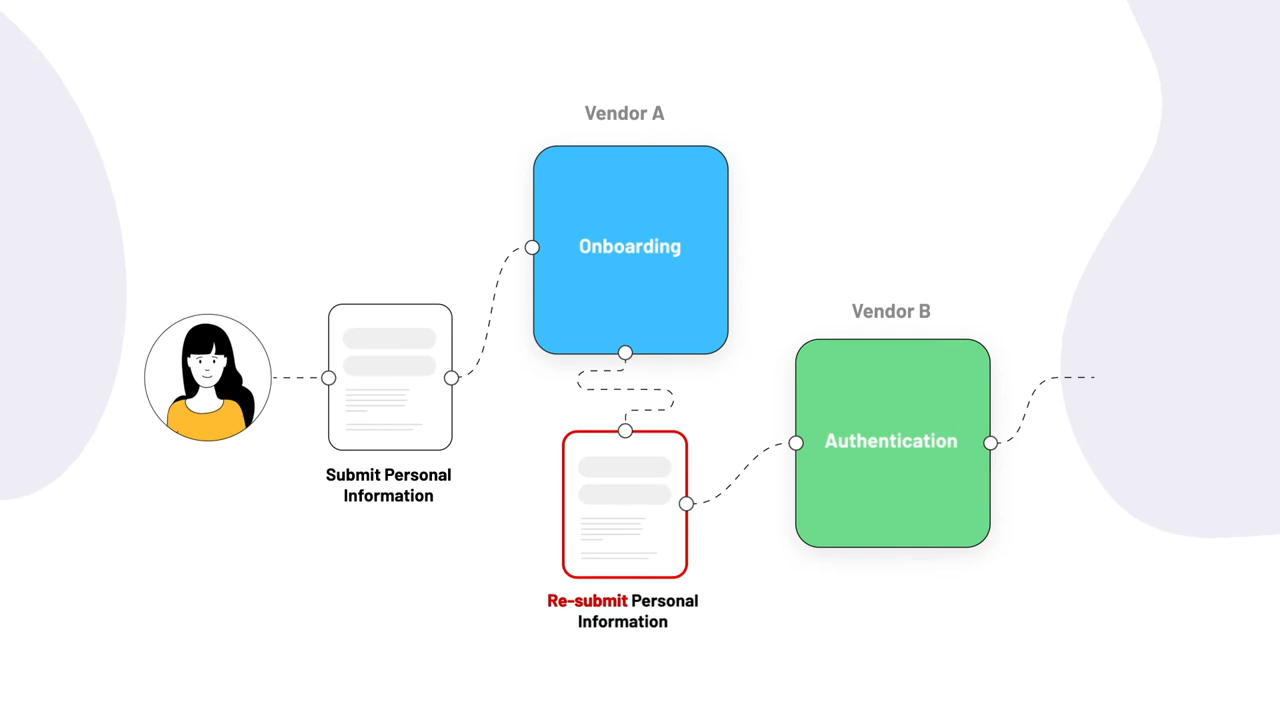 Vendor A
Onboarding
Vendor B
Authentication
Submit Personal
Information
Re-submit Personal
Information